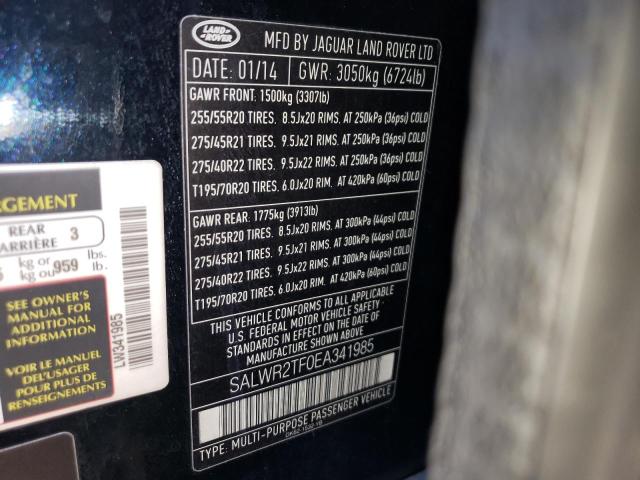 LAND ROVER
MFD BY JAGUAR LAND ROVER LTD
DATE: 01/14 GWR: 3050kg (6724lb)
GAWR FRONT: 1500kg (3307lb)
255/55R20 TIRES. 8.5Jx20 RIMS. AT 250kPa (36psi) COLD
275/45R21 TIRES. 9.5Jx21 RIMS. AT 250kPa (36psi) COLD
275/40R22 TIRES. 9.5Jx22 RIMS. AT 250kPa (36psi) COLD
T195/70R20 TIRES. 6.0Jx20 RIM. AT 420kPa (60psi) COLD
GAWR REAR: 1775kg (3913lb)
255/55R20 TIRES. 8.5Jx20 RIMS. AT 300kPa (44psi) COLD
275/45R21 TIRES. 9.5Jx21 RIMS. AT 300kPa (44psi) COLD
275/40R22 TIRES. 9.5Jx22 RIMS. AT 300kPa (44psi) COLD
T195/70R20 TIRES. 6.0Jx20 RIM. AT 420kPa (60psi) COLD
THIS VEHICLE CONFORMS TO ALL APPLICABLE
U.S. FEDERAL MOTOR VEHICLE SAFETY
STANDARDS IN EFFECT ON THE DATE OF
MANUFACTURE SHOWN ABOVE.
SALWR2TF0EA341985
TYPE: MULTI-PURPOSE PASSENGER VEHICLE
RGEMENT
REAR 3
ARRIÈRE
kg or 959 lbs.
kg ou lb.
SEE OWNER'S
MANUAL FOR
ADDITIONAL
INFORMATION
VOIR LE MANUEL
DE L'USAGER
POUR PLUS DE
RENSEIGNEMENTS
LW341985